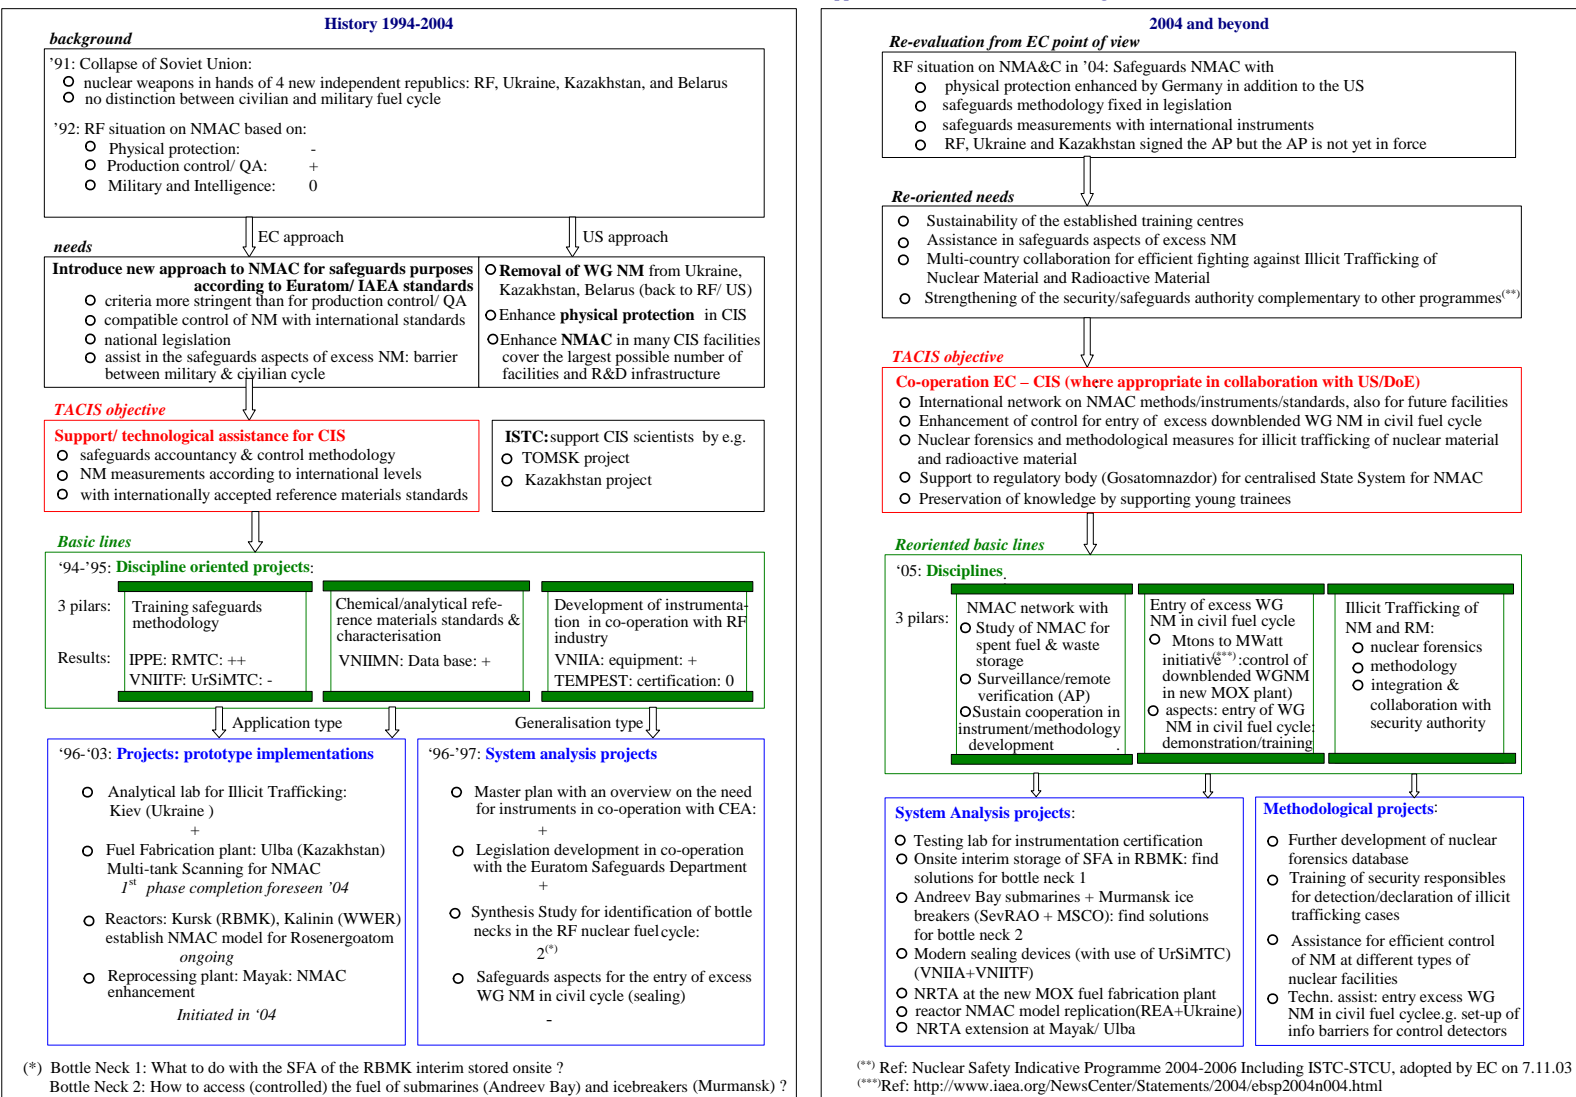 History 1994-2004
background
’91: Collapse of Soviet Union:
nuclear weapons in hands of 4 new independent republics: RF, Ukraine, Kazakhstan, and Belarus
no distinction between civilian and military fuel cycle
’92: RF situation on NMAC based on:
Physical protection: -
Production control/ QA: +
Military and Intelligence: 0
EC approach
US approach
needs
Introduce new approach to NMAC for safeguards purposes
according to Euratom/ IAEA standards
criteria more stringent than for production control/ QA
compatible control of NM with international standards
national legislation
assist in the safeguards aspects of excess NM: barrier
between military & civilian cycle
Removal of WG NM from Ukraine,
Kazakhstan, Belarus (back to RF/ US)
Enhance physical protection in CIS
Enhance NMAC in many CIS facilities
cover the largest possible number of
facilities and R&D infrastructure
TACIS objective
Support/ technological assistance for CIS
safeguards accountancy & control methodology
NM measurements according to international levels
with internationally accepted reference materials standards
ISTC: support CIS scientists by e.g.
TOMSK project
Kazakhstan project
Basic lines
‘94-’95: Discipline oriented projects:
3 pilars:
Training safeguards
methodology
Chemical/analytical refe-
rence materials standards &
characterisation
Development of instrumenta-
tion in co-operation with RF
industry
Results:
IPPE: RMTC: ++
VNIITF: UrSiMTC: -
VNIIMN: Data base: +
VNIIA: equipment: +
TEMPEST: certification: 0
Application type
Generalisation type
‘96-‘03: Projects: prototype implementations
Analytical lab for Illicit Trafficking:
Kiev (Ukraine )
+
Fuel Fabrication plant: Ulba (Kazakhstan)
Multi-tank Scanning for NMAC
1st phase completion foreseen ’04
Reactors: Kursk (RBMK), Kalinin (WWER)
establish NMAC model for Rosenergoatom
ongoing
Reprocessing plant: Mayak: NMAC
enhancement
Initiated in ‘04
‘96-’97: System analysis projects
Master plan with an overview on the need
for instruments in co-operation with CEA:
+
Legislation development in co-operation
with the Euratom Safeguards Department
+
Synthesis Study for identification of bottle
necks in the RF nuclear fuel cycle:
2(*)
Safeguards aspects for the entry of excess
WG NM in civil cycle (sealing)
-
(*) Bottle Neck 1: What to do with the SFA of the RBMK interim stored onsite ?
Bottle Neck 2: How to access (controlled) the fuel of submarines (Andreev Bay) and icebreakers (Murmansk) ?
2004 and beyond
Re-evaluation from EC point of view
RF situation on NMA&C in ’04: Safeguards NMAC with
physical protection enhanced by Germany in addition to the US
safeguards methodology fixed in legislation
safeguards measurements with international instruments
RF, Ukraine and Kazakhstan signed the AP but the AP is not yet in force
Re-oriented needs
Sustainability of the established training centres
Assistance in safeguards aspects of excess NM
Multi-country collaboration for efficient fighting against Illicit Trafficking of
Nuclear Material and Radioactive Material
Strengthening of the security/safeguards authority complementary to other programmes(**)
TACIS objective
Co-operation EC – CIS (where appropriate in collaboration with US/DoE)
International network on NMAC methods/instruments/standards, also for future facilities
Enhancement of control for entry of excess downblended WG NM in civil fuel cycle
Nuclear forensics and methodological measures for illicit trafficking of nuclear material
and radioactive material
Support to regulatory body (Gosatomnazdor) for centralised State System for NMAC
Preservation of knowledge by supporting young trainees
Reoriented basic lines
‘05: Disciplines.
3 pilars:
NMAC network with
Study of NMAC for
spent fuel & waste
storage
Surveillance/remote
verification (AP)
Sustain cooperation in
instrument/methodology
development .
Entry of excess WG
NM in civil fuel cycle
Mtons to MWatt
initiative(***) :control of
downblended WGNM
in new MOX plant)
aspects: entry of WG
NM in civil fuel cycle:
demonstration/training
Illicit Trafficking of
NM and RM:
nuclear forensics
methodology
integration &
collaboration with
security authority
System Analysis projects:
Testing lab for instrumentation certification
Onsite interim storage of SFA in RBMK: find
solutions for bottle neck 1
Andreev Bay submarines + Murmansk ice
breakers (SevRAO + MSCO): find solutions
for bottle neck 2
Modern sealing devices (with use of UrSiMTC)
(VNIIA+VNIITF)
NRTA at the new MOX fuel fabrication plant
reactor NMAC model replication(REA+Ukraine)
NRTA extension at Mayak/ Ulba
Methodological projects:
Further development of nuclear
forensics database
Training of security responsibles
for detection/declaration of illicit
trafficking cases
Assistance for efficient control
of NM at different types of
nuclear facilities
Techn. assist: entry excess WG
NM in civil fuel cyclee.g. set-up of
info barriers for control detectors
(**) Ref: Nuclear Safety Indicative Programme 2004-2006 Including ISTC-STCU, adopted by EC on 7.11.03
(***)Ref: http://www.iaea.org/NewsCenter/Statements/2004/ebsp2004n004.html